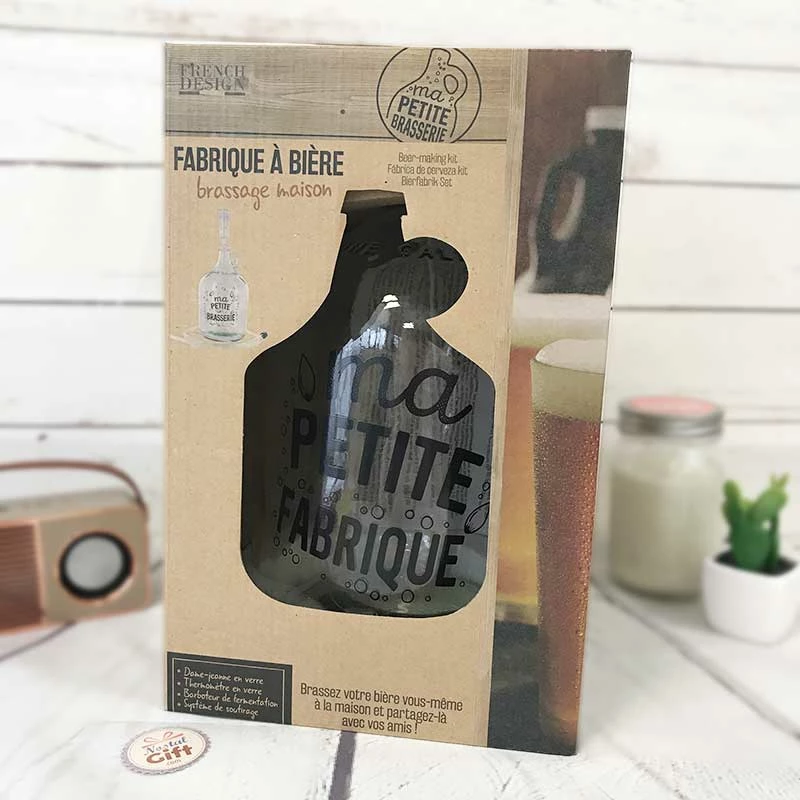 FRENCH
DESIGN
ma
PETITE
BRASSERIE
FABRIQUE À BIÈRE
brassage maison
Beer-making kit
Fábrica de cerveza kit
Bierfabrik Set
ma
PETITE
BRASSERIE
ma
PETITE
FABRIQUE
• Dame-jeanne en verre
• Thermomètre en verre
• Barboteur de fermentation
• Système de soutirage
Brassez votre bière vous-même
à la maison et partagez-là
avec vos amis !
Nostal
Gift
.com